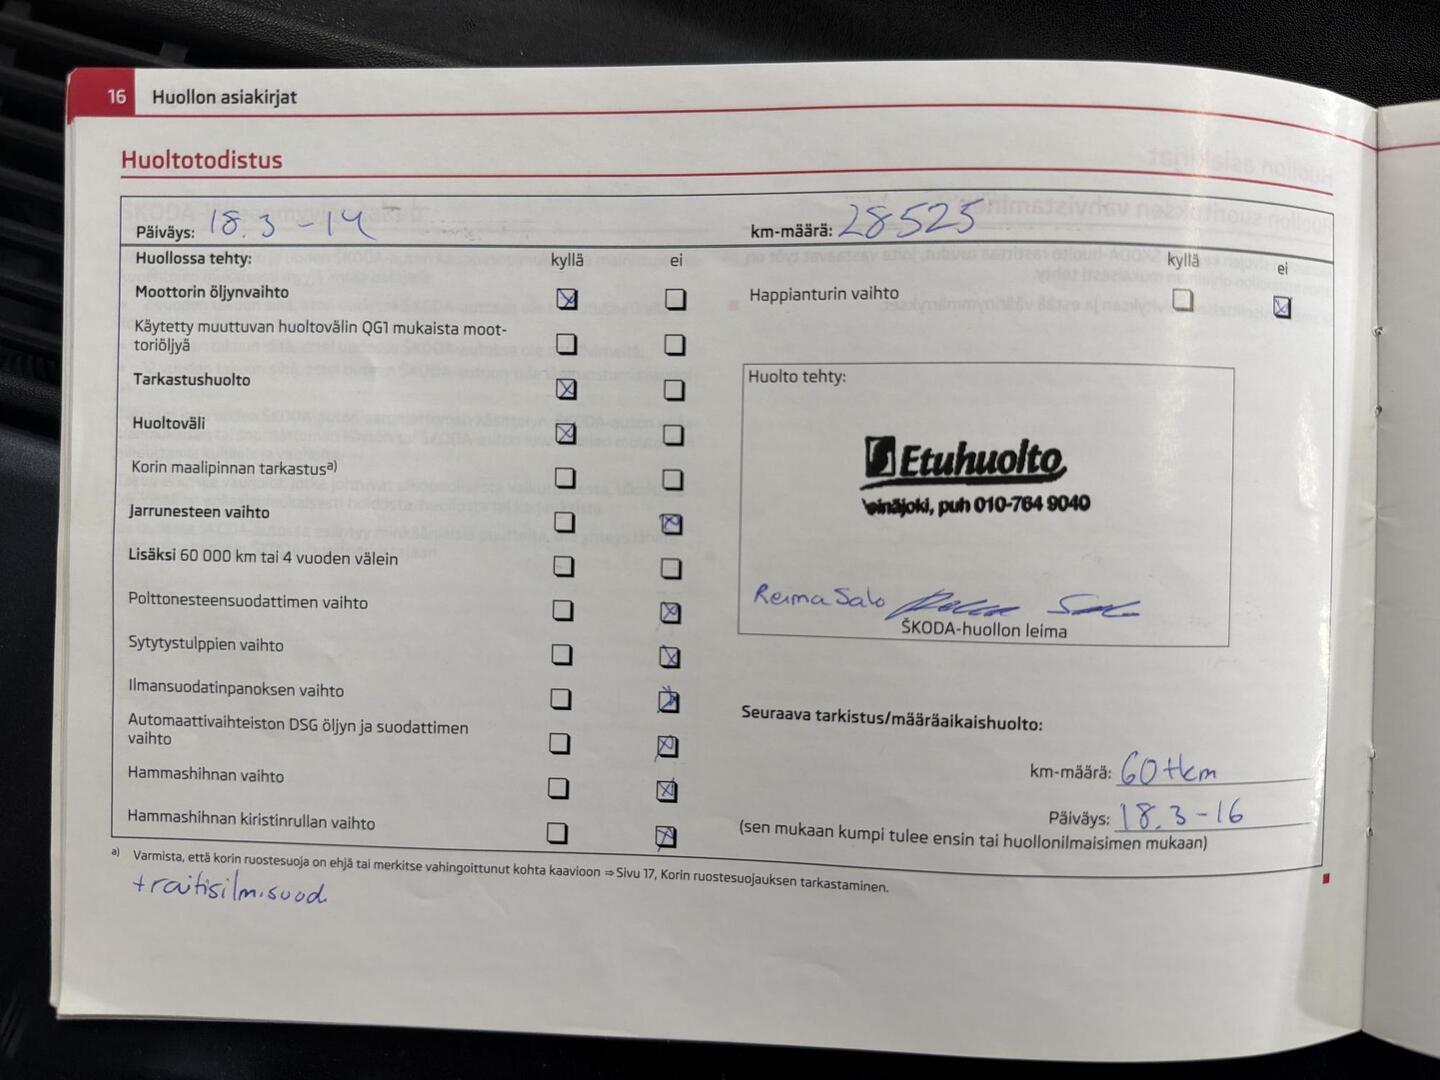 16 Huollon asiakirjat
Huoltotodistus
Päiväys: 18.3-14
km-määrä: 28525
Huollossa tehty: kyllä ei
Moottorin öljynvaihto
Käytetty muuttuvan huoltovälin QG1 mukaista moot-
toriöljyä
Tarkastushuolto
Huoltoväli
Korin maalipinnan tarkastusa)
Jarrunesteen vaihto
Lisäksi 60 000 km tai 4 vuoden välein
Polttonesteensuodattimen vaihto
Sytytystulppien vaihto
Ilmansuodatinpanoksen vaihto
Automaattivaihteiston DSG öljyn ja suodattimen
vaihto
Hammashihnan vaihto
Hammashihnan kiristinrullan vaihto
kyllä ei
Happianturin vaihto
Huolto tehty:
Etuhuolto
einäjoki, puh 010-764 9040
Reima Salo
ŠKODA-huollon leima
Seuraava tarkistus/määräaikaishuolto:
km-määrä: 60tkm
Päiväys: 18.3-16
(sen mukaan kumpi tulee ensin tai huollonilmaisimen mukaan)
a) Varmista, että korin ruostesuoja on ehjä tai merkitse vahingoittunut kohta kaavioon ⇒ Sivu 17, Korin ruostesuojauksen tarkastaminen.
+raitisilm.suod.